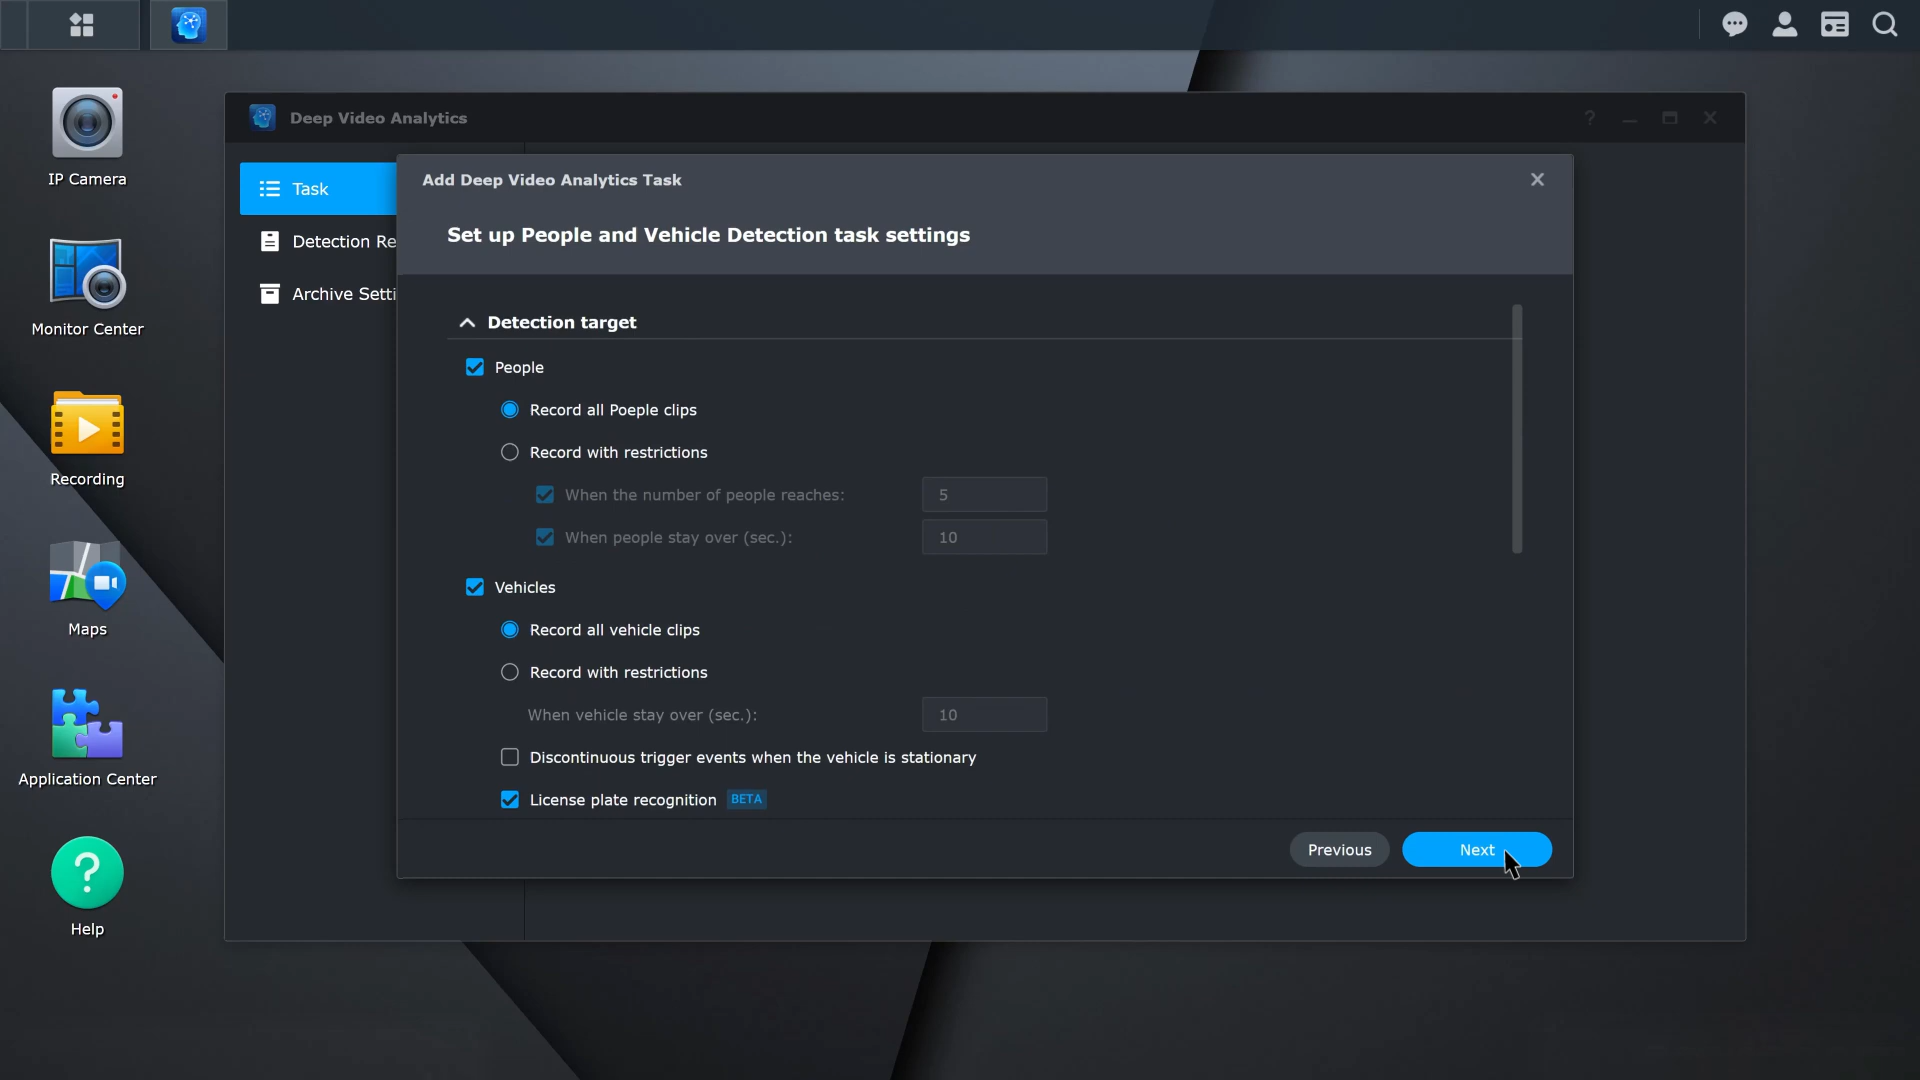 IP Camera
Monitor Center
Recording
Maps
Application Center
Help
Deep Video Analytics
Task
Detection Re
Archive Setti
Add Deep Video Analytics Task
Set up People and Vehicle Detection task settings
Detection target
People
Record all Poeple clips
Record with restrictions
When the number of people reaches: 5
When people stay over (sec.): 10
Vehicles
Record all vehicle clips
Record with restrictions
When vehicle stay over (sec.): 10
Discontinuous trigger events when the vehicle is stationary
License plate recognition BETA
Previous Next